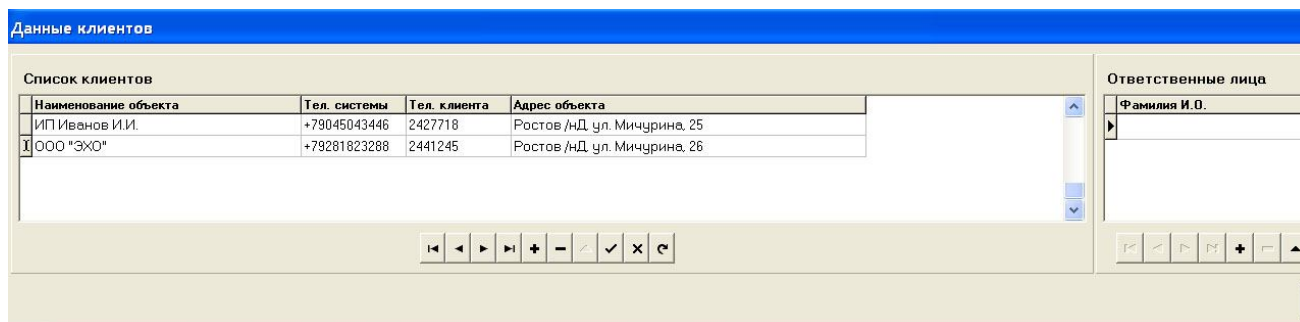 Данные клиентов
Список клиентов
Наименование объекта Тел. системы Тел. клиента Адрес объекта
ИП Иванов И.И. +79045043446 2427718 Ростов /нД, ул. Мичурина, 25
ООО "ЭХО" +79281823288 2441245 Ростов /нД, ул. Мичурина, 26
Ответственные лица
Фамилия И.О.